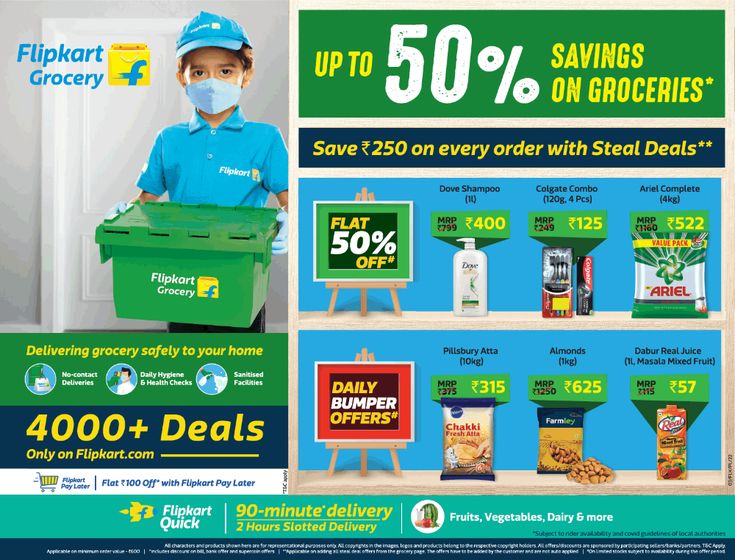 Flipkart
Grocery
Flipkart
Flipkart
Grocery
Delivering grocery safely to your home
No-contact
Deliveries
Daily Hygiene
& Health Checks
Sanitised
Facilities
4000+ Deals
Only on Flipkart.com
Flipkart
Pay Later
Flat ₹100 Off* with Flipkart Pay Later
*T&C apply
UP TO 50% SAVINGS
ON GROCERIES*
Save ₹250 on every order with Steal Deals**
FLAT
50%
OFF#
Dove Shampoo
(1l)
MRP
₹799
₹400
Dove
Colgate Combo
(120g, 4 Pcs)
MRP
₹249
₹125
Colgate
Ariel Complete
(4kg)
MRP
₹1160
₹522
VALUE PACK
ARIEL
DAILY
BUMPER
OFFERS#
Pillsbury Atta
(10kg)
MRP
₹375
₹315
Pillsbury
Chakki
Fresh Atta
Almonds
(1kg)
MRP
₹1250
₹625
Farmley
Dabur Real Juice
(1l, Masala Mixed Fruit)
MRP
₹115
₹57
Real
Flipkart
Quick
90-minute* delivery
2 Hours Slotted Delivery
Fruits, Vegetables, Dairy & more
*Subject to rider availability and covid guidelines of local authorities
All characters and products shown here are for representational purposes only. All copyrights in the images, logos and products belong to the respective copyright holders. All offers/discounts are sponsored by participating sellers/banks/partners. T&C Apply.
Applicable on minimum order value - ₹600 | *Includes discount on bill, bank offer and supercoin offers | **Applicable on adding all steal deal offers from the grocery page. The offers have to be added by the customer and are not auto applied | #On limited stocks subject to availability during the offer period.